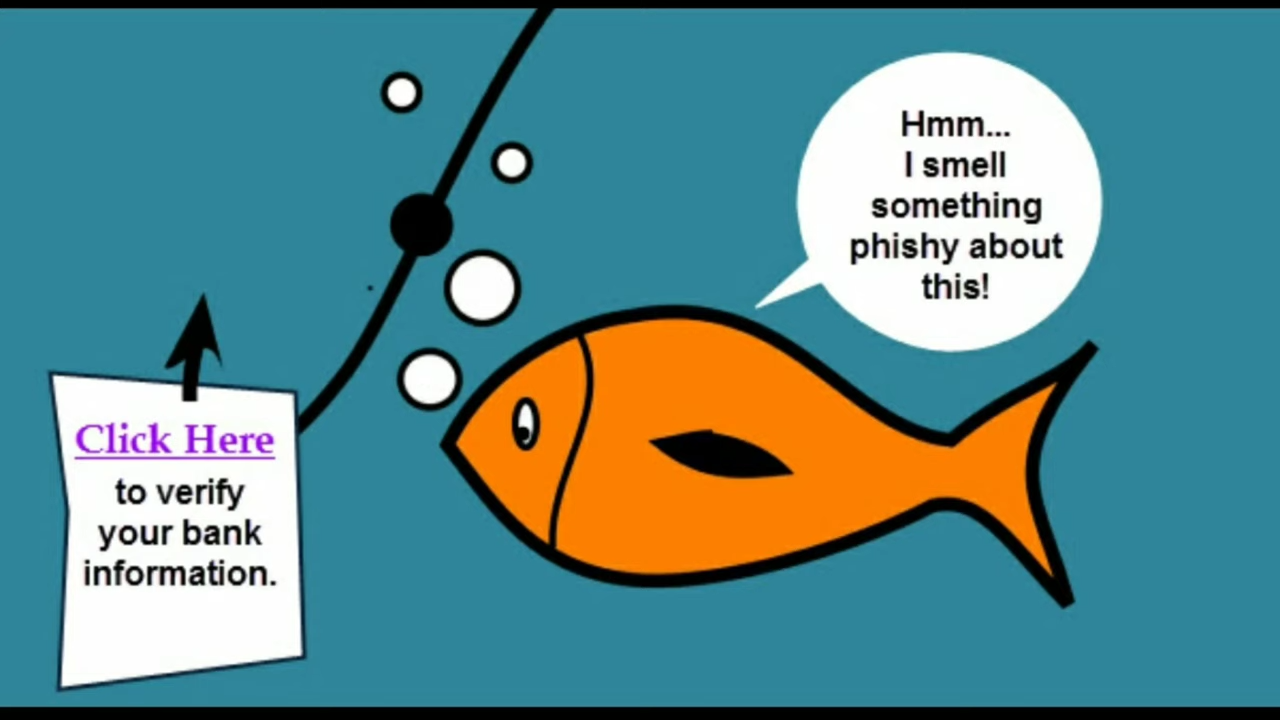 Hmm...
I smell
something
phishy about
this!
Click Here
to verify
your bank
information.